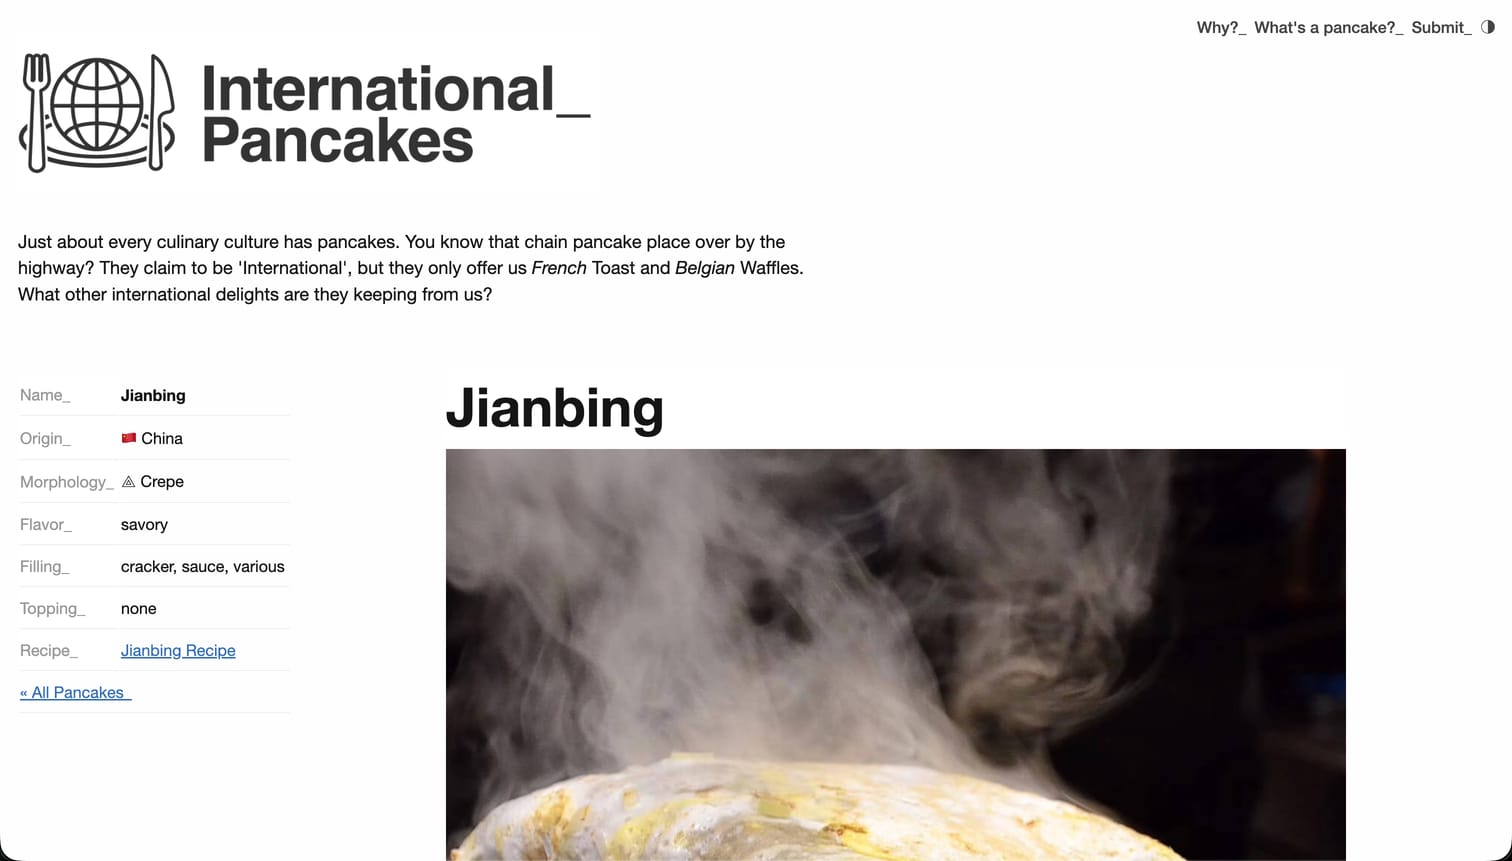 Why?_ What's a pancake?_ Submit_
International_
Pancakes
Just about every culinary culture has pancakes. You know that chain pancake place over by the
highway? They claim to be 'International', but they only offer us French Toast and Belgian Waffles.
What other international delights are they keeping from us?
Name_ Jianbing
Origin_ 🇨🇳 China
Morphology_ ⨹ Crepe
Flavor_ savory
Filling_ cracker, sauce, various
Topping_ none
Recipe_ Jianbing Recipe
« All Pancakes_
Jianbing